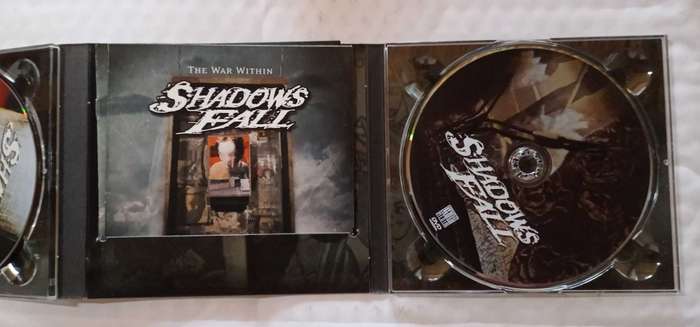 THE WAR WITHIN
SHADOWS
FALL
SHADOWS
FALL
DVD